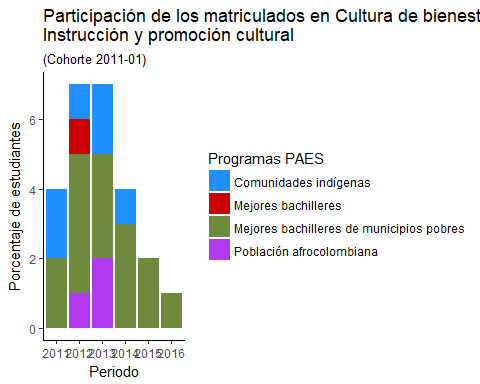 Participación de los matriculados en Cultura de bienest
Instrucción y promoción cultural
(Cohorte 2011-01)
Porcentaje de estudiantes
6
4
2
0
2011 2012 2013 2014 2015 2016
Periodo
Programas PAES
Comunidades indígenas
Mejores bachilleres
Mejores bachilleres de municipios pobres
Población afrocolombiana